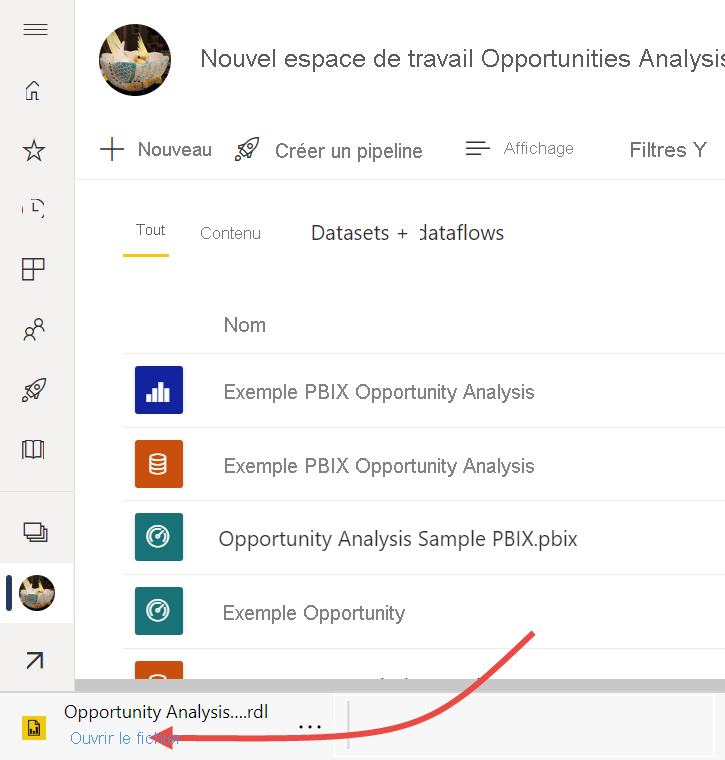 Nouvel espace de travail Opportunities Analysis
Nouveau Créer un pipeline Affichage Filtres Y
Tout Contenu Datasets + dataflows
Nom
Exemple PBIX Opportunity Analysis
Exemple PBIX Opportunity Analysis
Opportunity Analysis Sample PBIX.pbix
Exemple Opportunity
Opportunity Analysis....rdl
...
Ouvrir le fichier